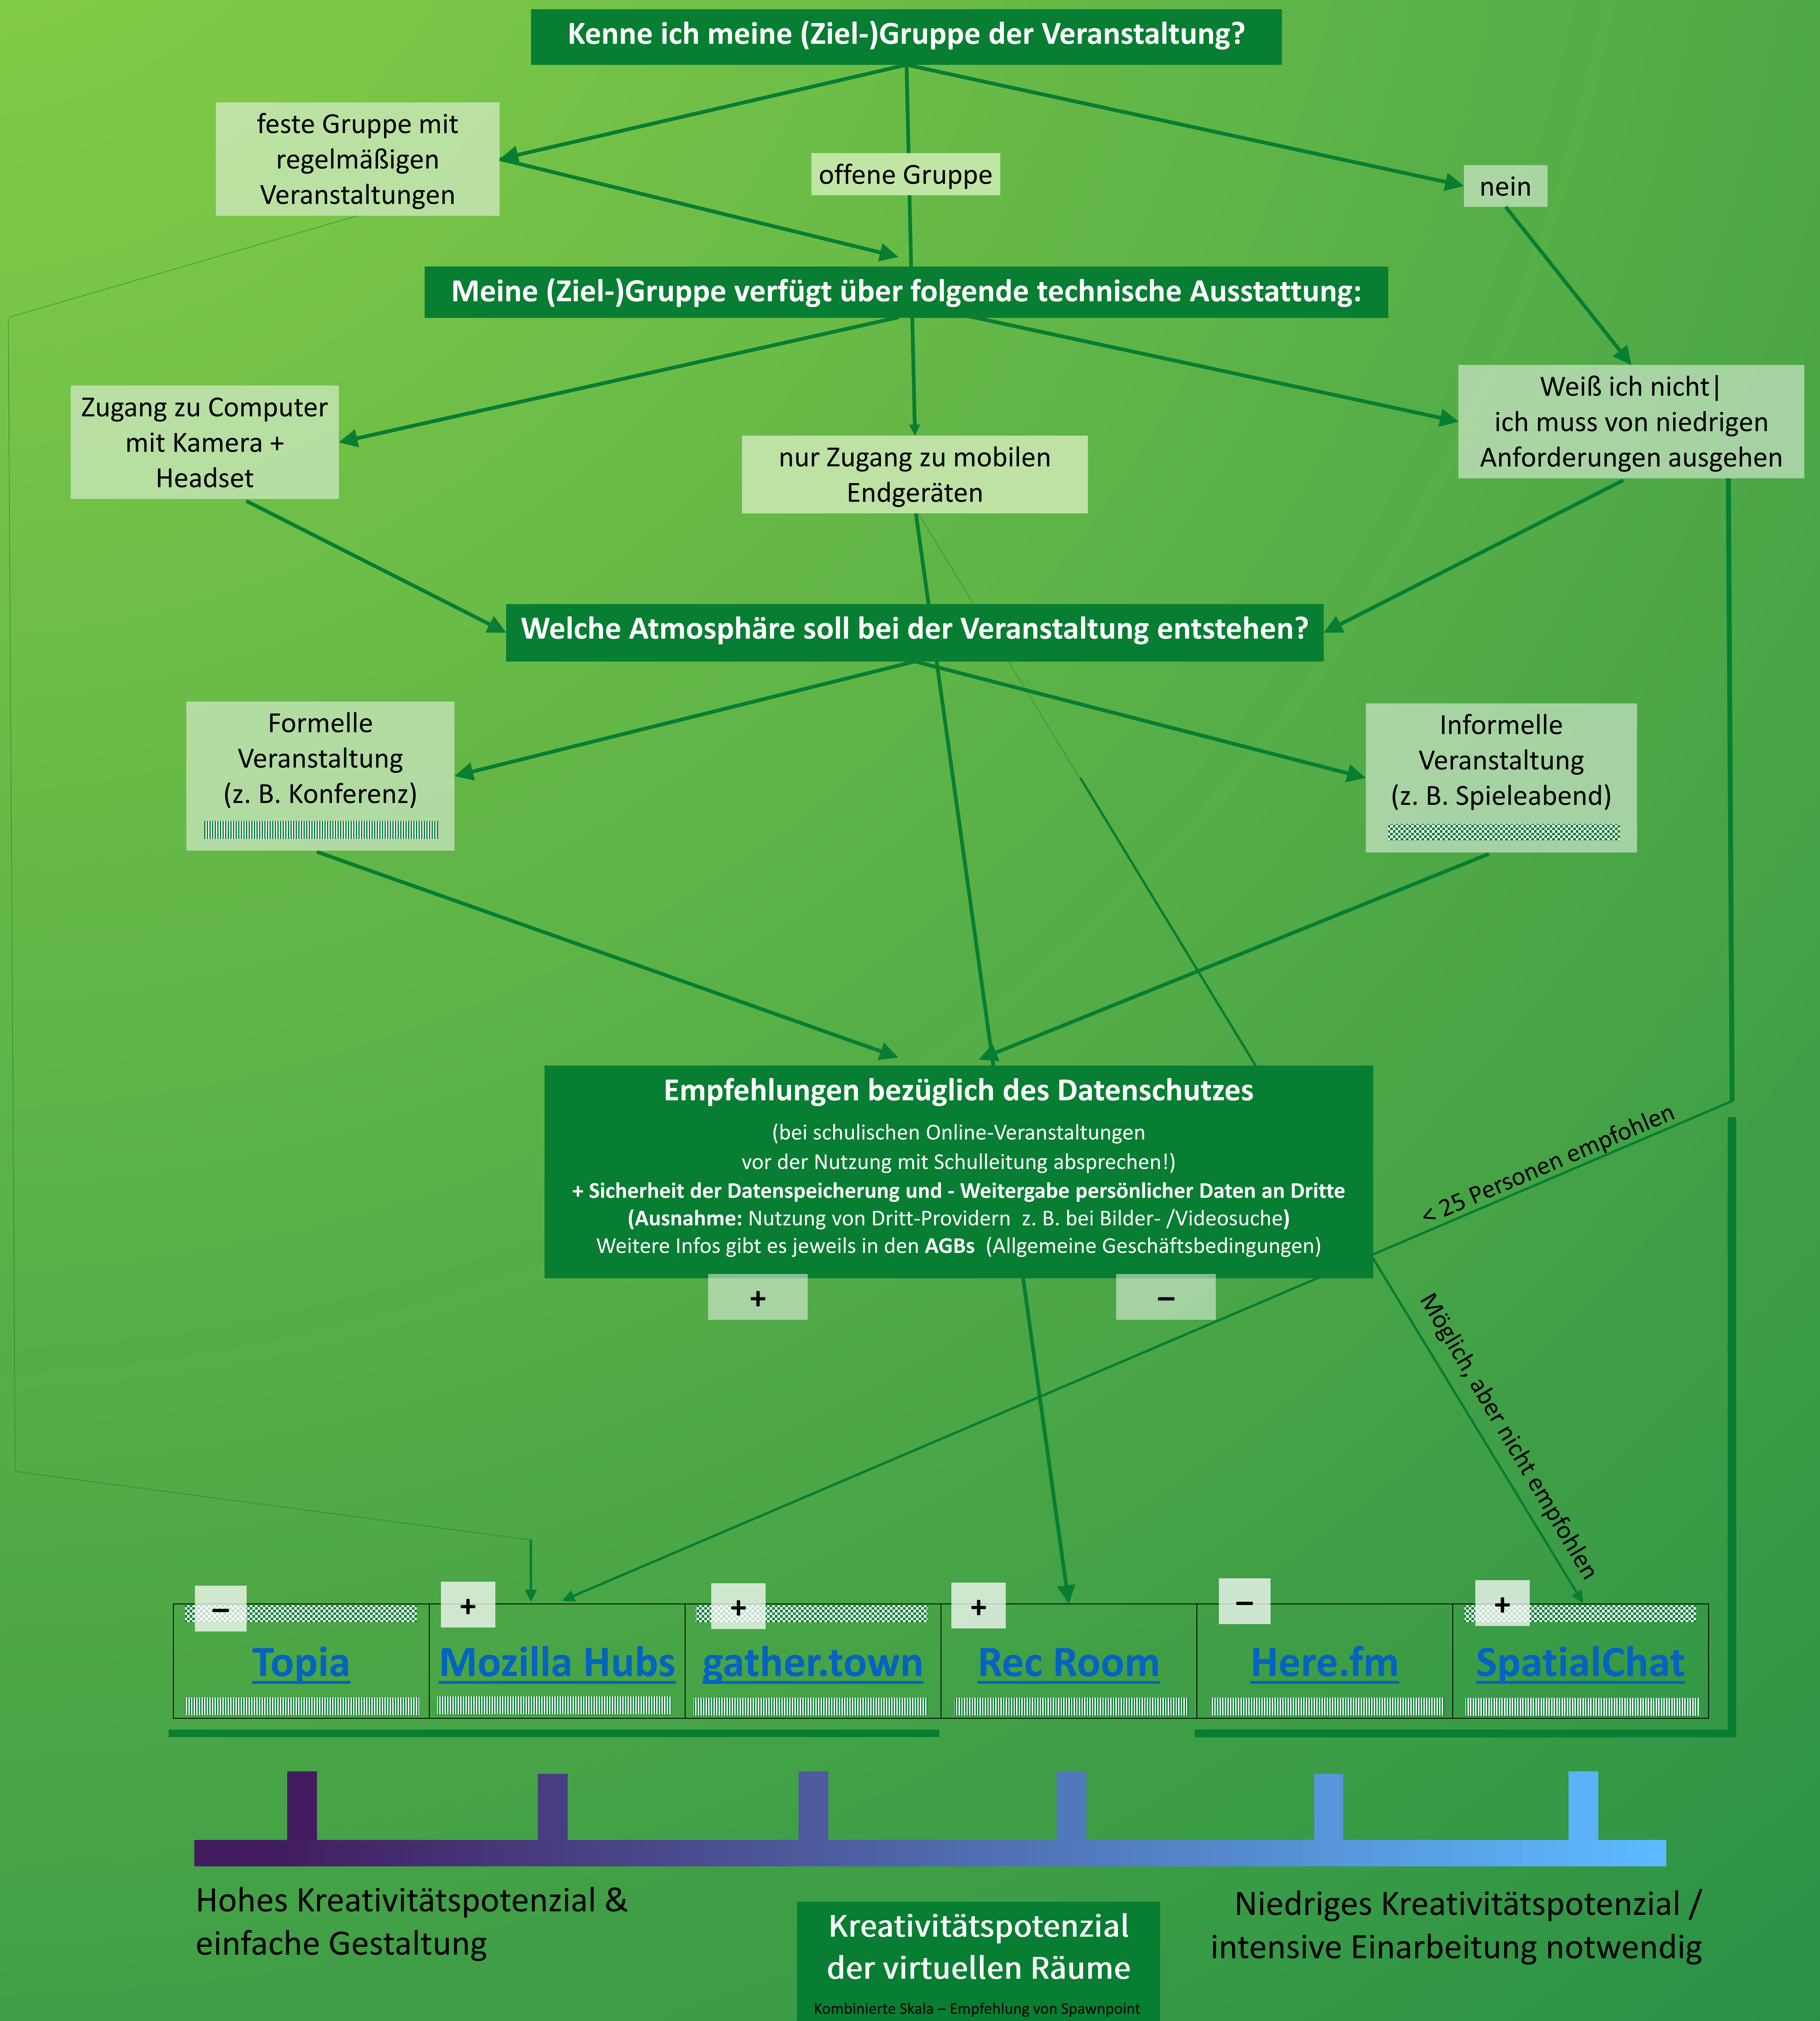 Kenne ich meine (Ziel-)Gruppe der Veranstaltung?
feste Gruppe mit
regelmäßigen
Veranstaltungen
offene Gruppe
nein
Meine (Ziel-)Gruppe verfügt über folgende technische Ausstattung:
Zugang zu Computer
mit Kamera +
Headset
nur Zugang zu mobilen
Endgeräten
Weiß ich nicht|
ich muss von niedrigen
Anforderungen ausgehen
Welche Atmosphäre soll bei der Veranstaltung entstehen?
Formelle
Veranstaltung
(z. B. Konferenz)
Informelle
Veranstaltung
(z. B. Spieleabend)
Empfehlungen bezüglich des Datenschutzes
(bei schulischen Online-Veranstaltungen
vor der Nutzung mit Schulleitung absprechen!)
+ Sicherheit der Datenspeicherung und - Weitergabe persönlicher Daten an Dritte
(Ausnahme: Nutzung von Dritt-Providern z. B. bei Bilder- /Videosuche)
Weitere Infos gibt es jeweils in den AGBs (Allgemeine Geschäftsbedingungen)
+
–
< 25 Personen empfohlen
Möglich, aber nicht empfohlen
–
+
+
+
–
+
Topia
Mozilla Hubs
gather.town
Rec Room
Here.fm
SpatialChat
Hohes Kreativitätspotenzial &
einfache Gestaltung
Kreativitätspotenzial
der virtuellen Räume
Kombinierte Skala – Empfehlung von Spawnpoint
Niedriges Kreativitätspotenzial /
intensive Einarbeitung notwendig